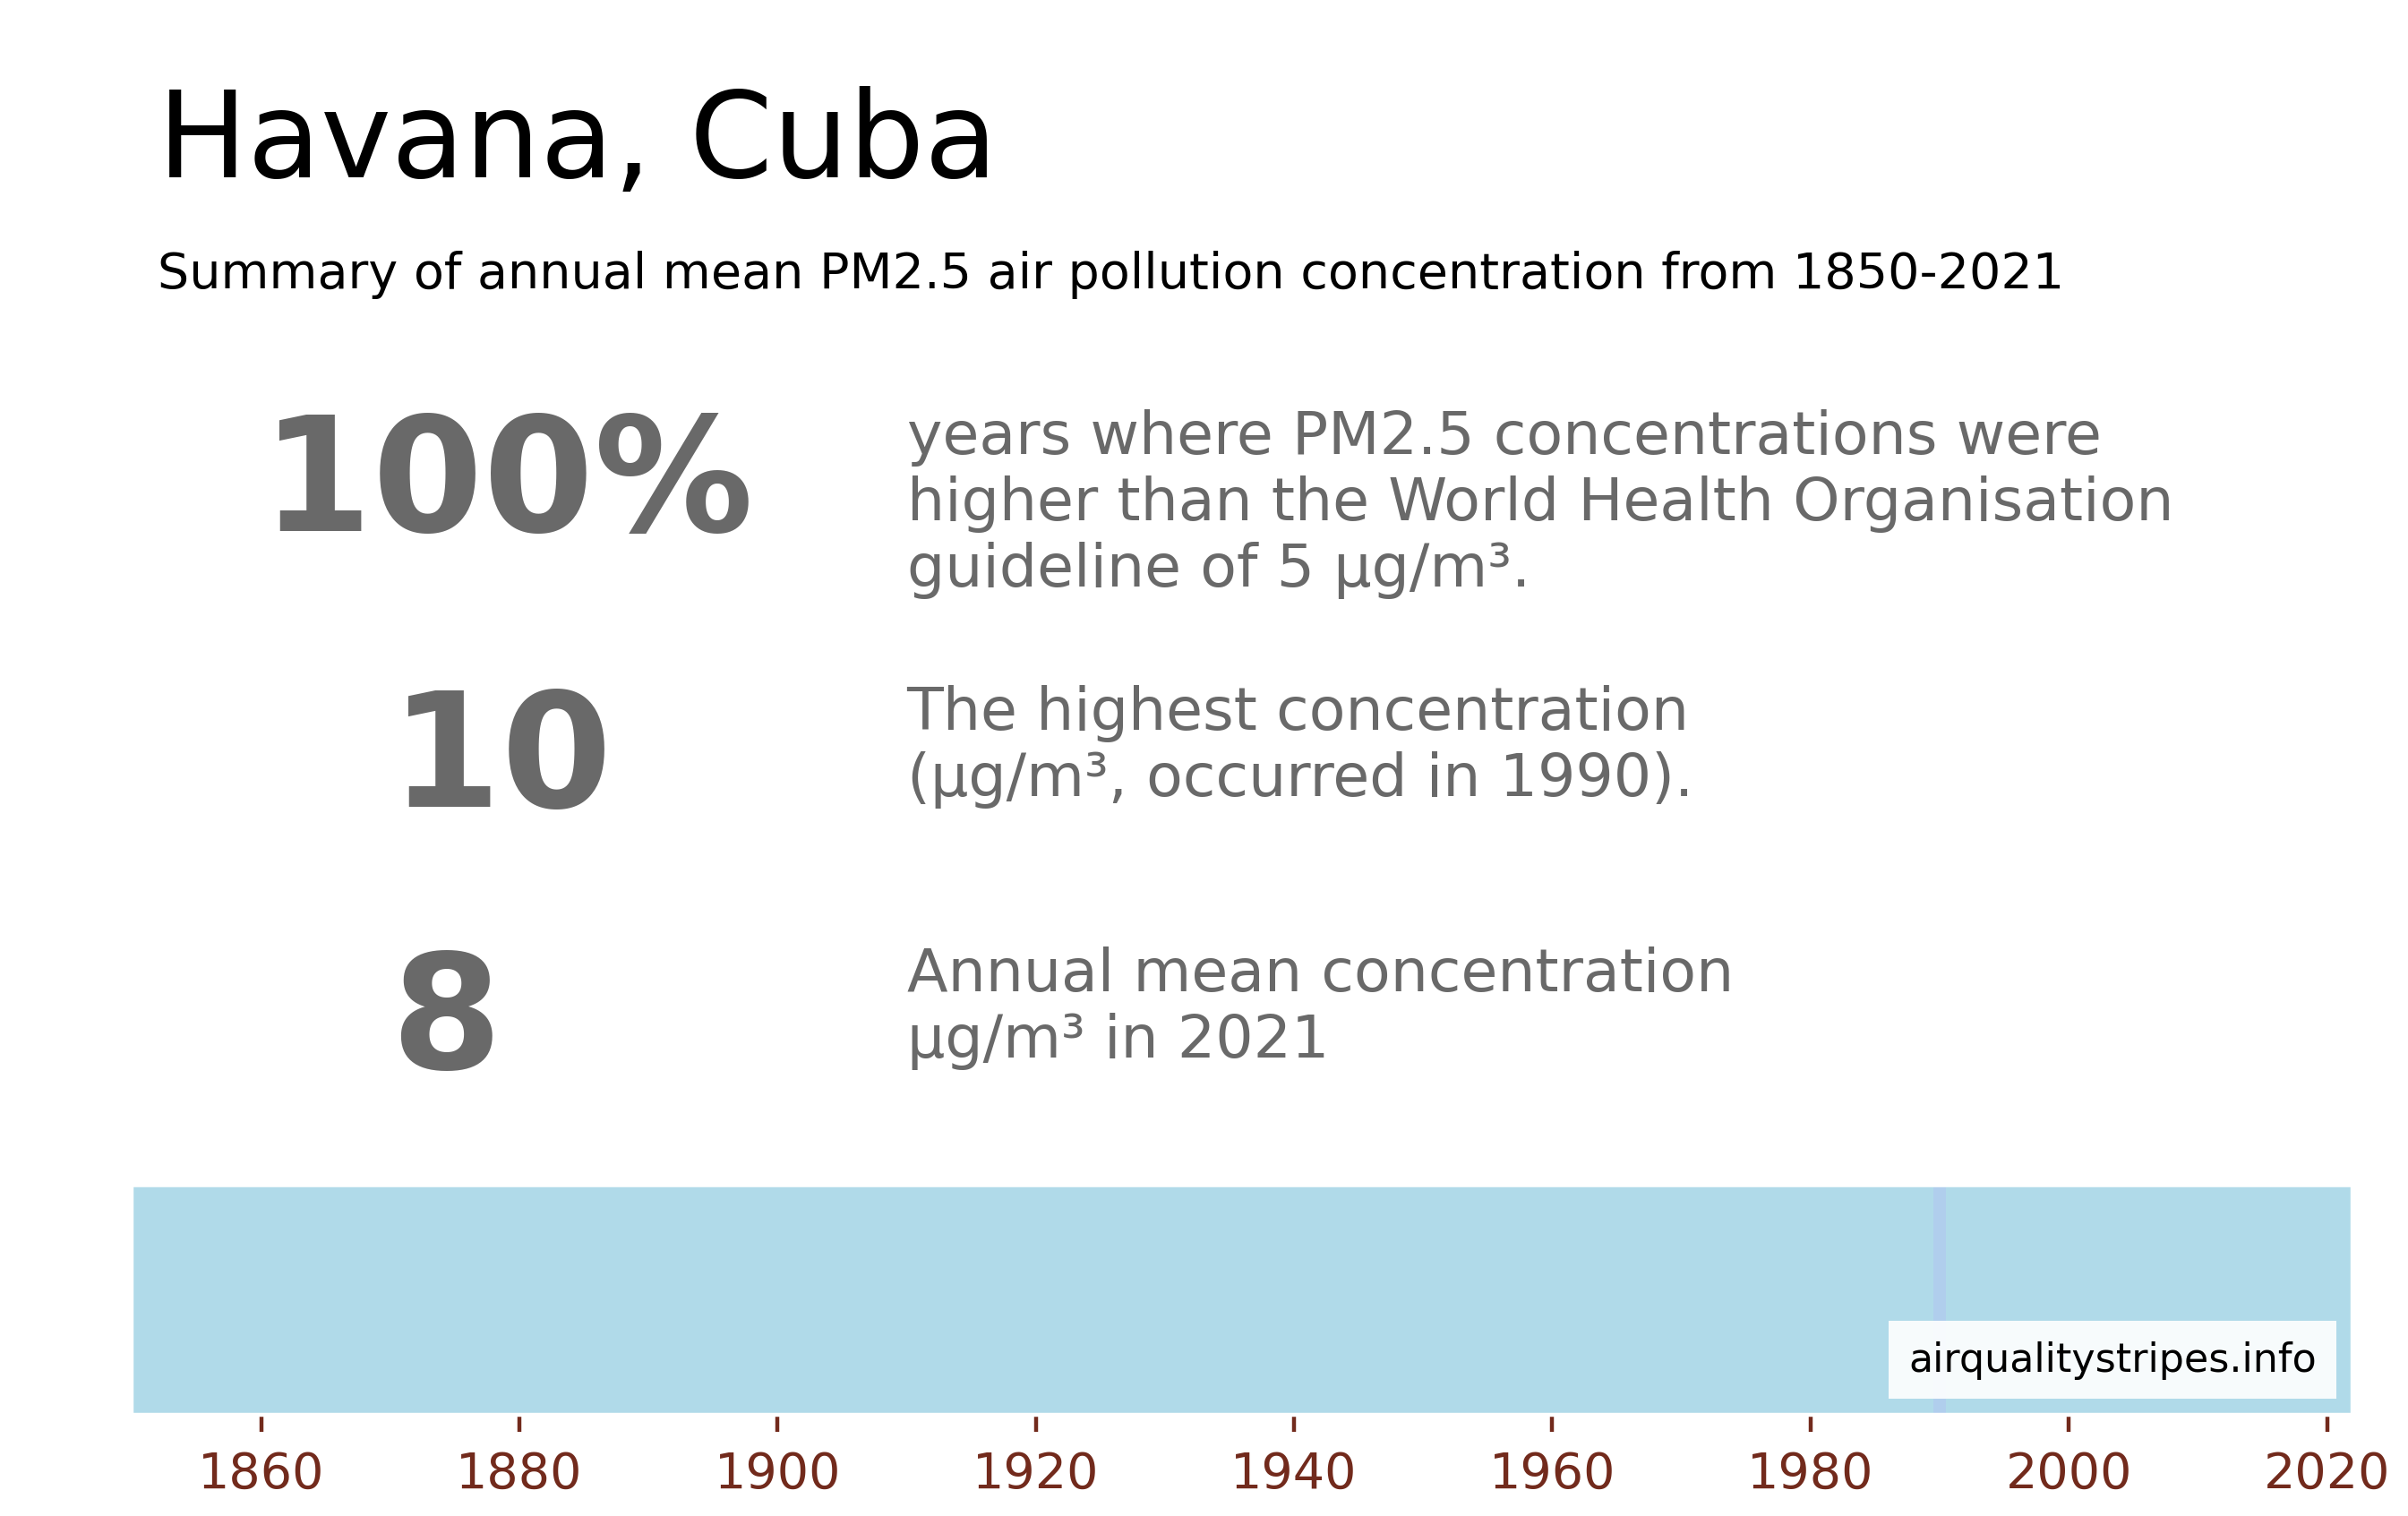 Havana, Cuba
Summary of annual mean PM2.5 air pollution concentration from 1850-2021
100%
years where PM2.5 concentrations were
higher than the World Health Organisation
guideline of 5 µg/m³.
10
The highest concentration
(µg/m³, occurred in 1990).
8
Annual mean concentration
µg/m³ in 2021
airqualitystripes.info
1860 1880 1900 1920 1940 1960 1980 2000 2020